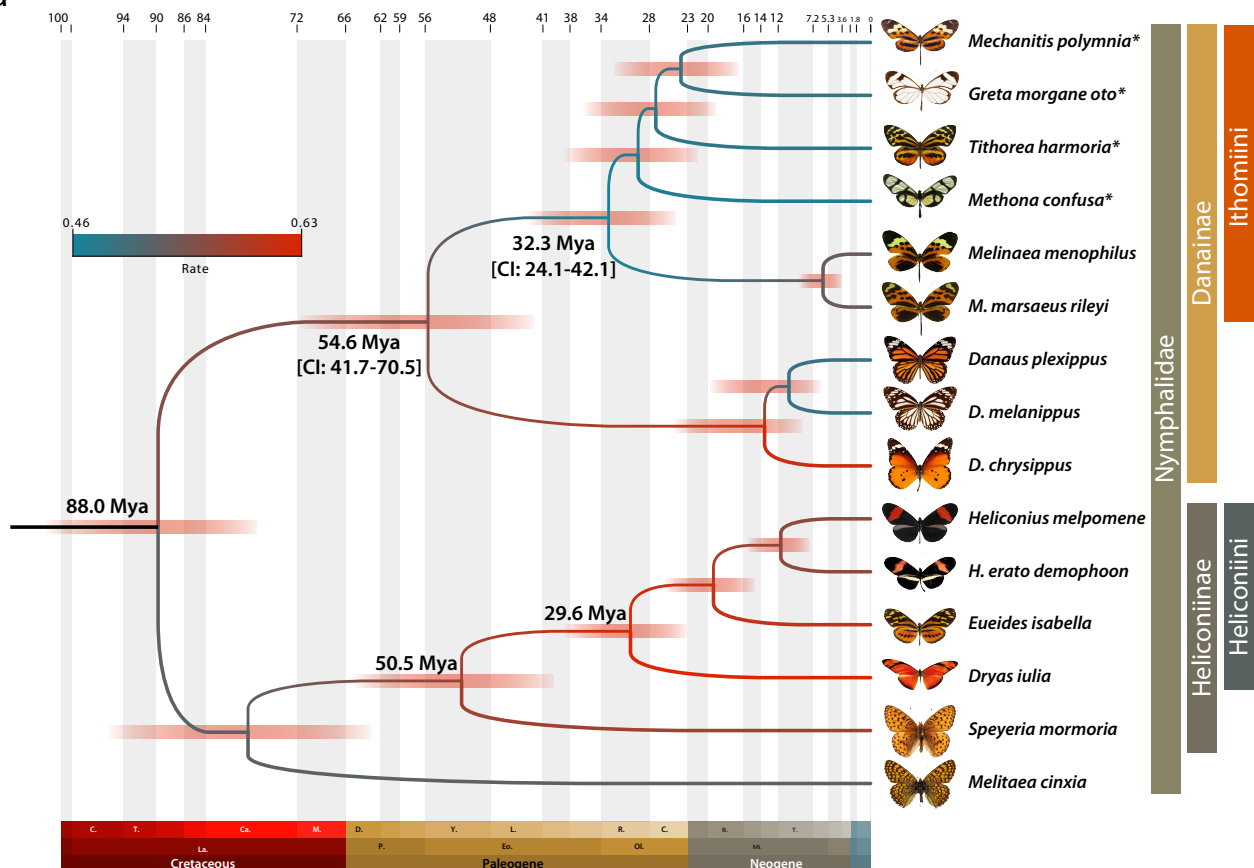 100 94 90 86 84 72 66 62 59 56 48 41 38 34 28 23 20 16 14 12 7.2 5.3 3.6 1.8 0
Mechanitis polymnia*
Greta morgane oto*
Tithorea harmoria*
Methona confusa*
0.46 0.63
Rate
32.3 Mya
[CI: 24.1-42.1]
Melinaea menophilus
M. marsaeus rileyi
54.6 Mya
[CI: 41.7-70.5]
Danaus plexippus
D. melanippus
D. chrysippus
88.0 Mya
Heliconius melpomene
H. erato demophoon
29.6 Mya
Eueides isabella
50.5 Mya
Dryas iulia
Speyeria mormoria
Melitaea cinxia
Nymphalidae
Danainae
Ithomiini
Heliconiinae
Heliconiini
C. T. Ca. M. D. Y. L. R. C. B. T.
La. P. Eo. Ol. Mi.
Cretaceous Paleogene Neogene